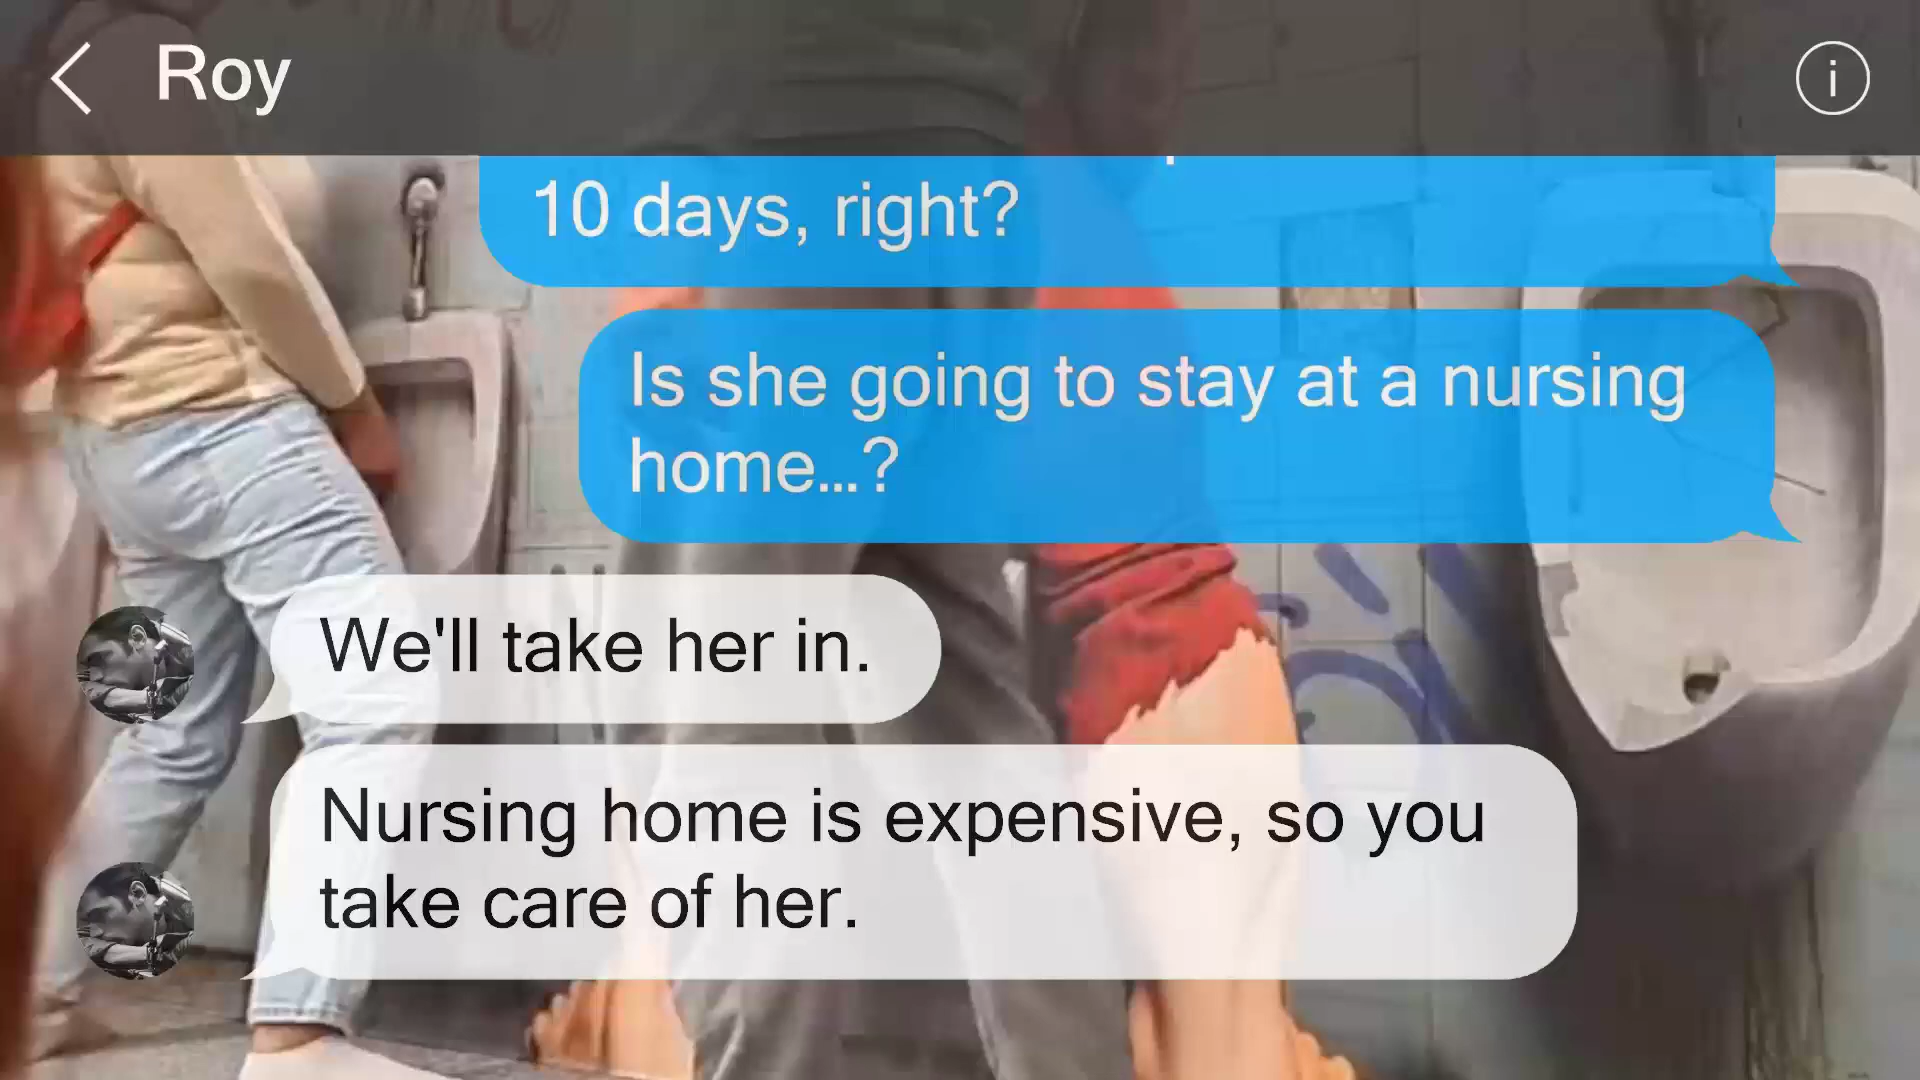 Roy
10 days, right?
Is she going to stay at a nursing
home...?
We'll take her in.
Nursing home is expensive, so you
take care of her.